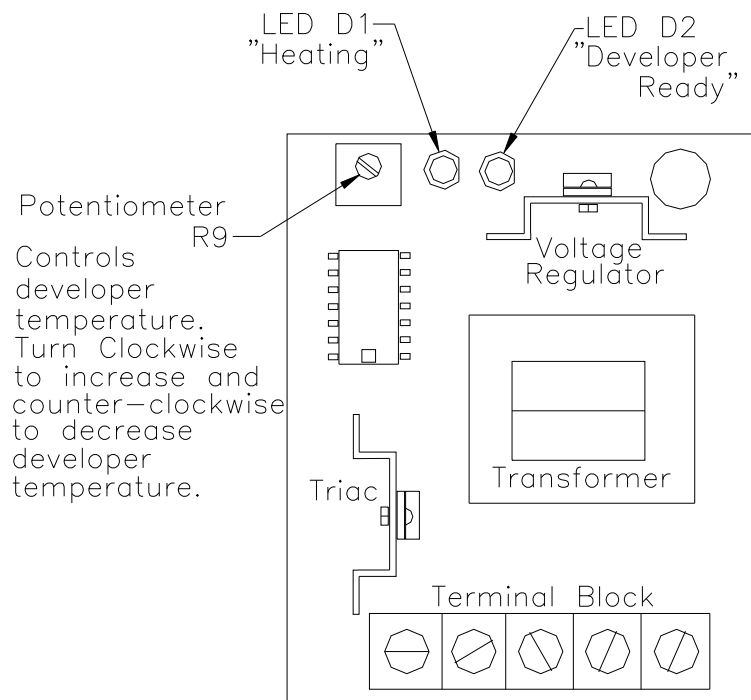 LED D1
"Heating"
LED D2
"Developer
Ready"
Potentiometer
R9
Controls
developer
temperature.
Turn Clockwise
to increase and
counter-clockwise
to decrease
developer
temperature.
Voltage
Regulator
Transformer
Triac
Terminal Block